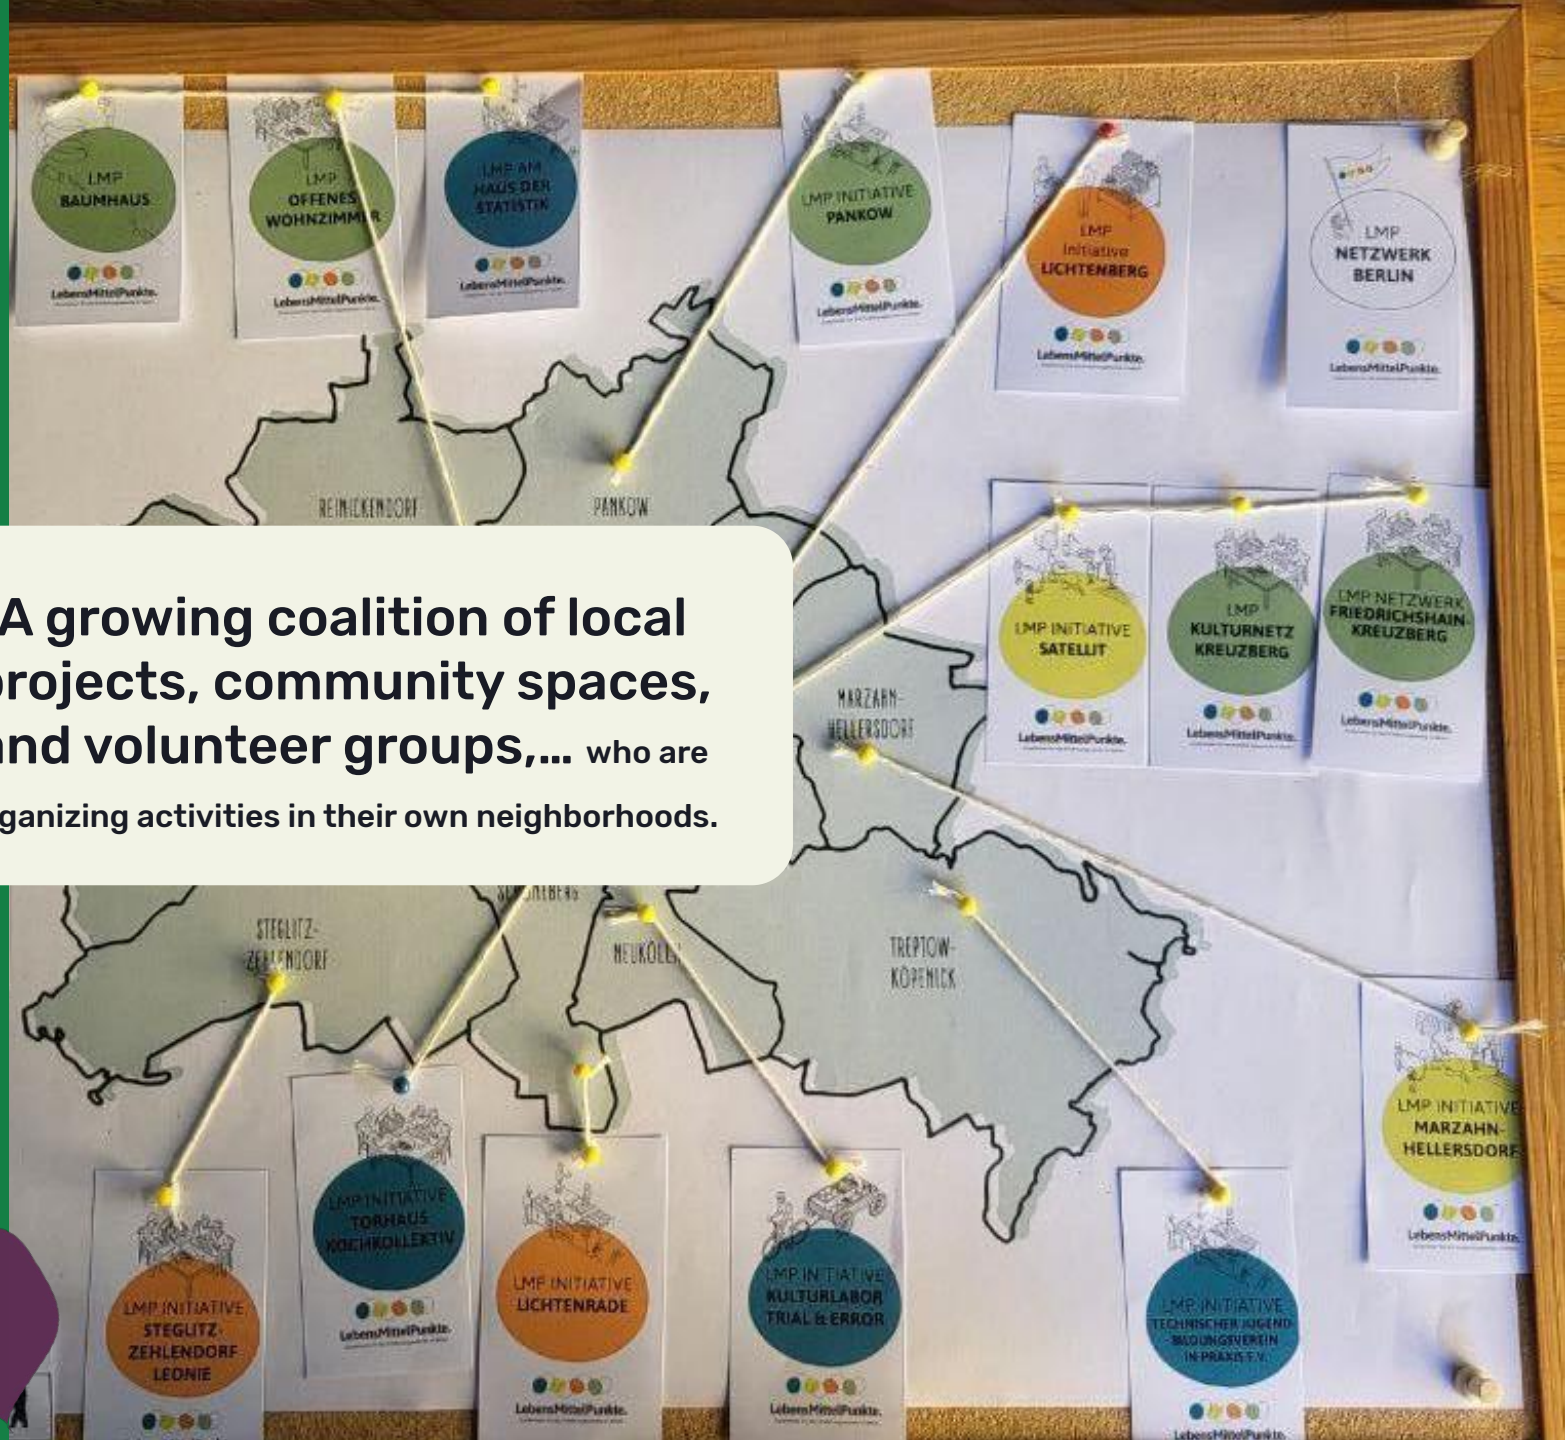 LMP
BAUMHAUS
LebensMittelPunkte.
LMP
OFFENES
WOHNZIMMER
LebensMittelPunkte.
LMP AM
HAUS DER
STATISTIK
LebensMittelPunkte.
LMP INITIATIVE
PANKOW
LebensMittelPunkte.
LMP
Initiative
LICHTENBERG
LebensMittelPunkte.
LMP
NETZWERK
BERLIN
LebensMittelPunkte.
REINICKENDORF
PANKOW
A growing coalition of local
projects, community spaces,
and volunteer groups,... who are
ganizing activities in their own neighborhoods.
LMP INITIATIVE
SATELLIT
LebensMittelPunkte.
LMP
KULTURNETZ
KREUZBERG
LebensMittelPunkte.
LMP NETZWERK
FRIEDRICHSHAIN-
KREUZBERG
LebensMittelPunkte.
MARZAHN-
HELLERSDORF
SCHÖNEBERG
STEGLITZ-
ZEHLENDORF
NEUKÖLLN
TREPTOW-
KÖPENICK
LMP INITIATIVE
MARZAHN-
HELLERSDORF
LebensMittelPunkte.
LMP INITIATIVE
STEGLITZ-
ZEHLENDORF
LEONIE
LMP INITIATIVE
TORHAUS
KOCHKOLLEKTIV
LebensMittelPunkte.
LMP INITIATIVE
LICHTENRADE
LebensMittelPunkte.
LMP INITIATIVE
KULTURLABOR
TRIAL & ERROR
LebensMittelPunkte.
LMP INITIATIVE
TECHNISCHER JUGEND-
BILDUNGSVEREIN
IN PRAXIS E.V.
LebensMittelPunkte.